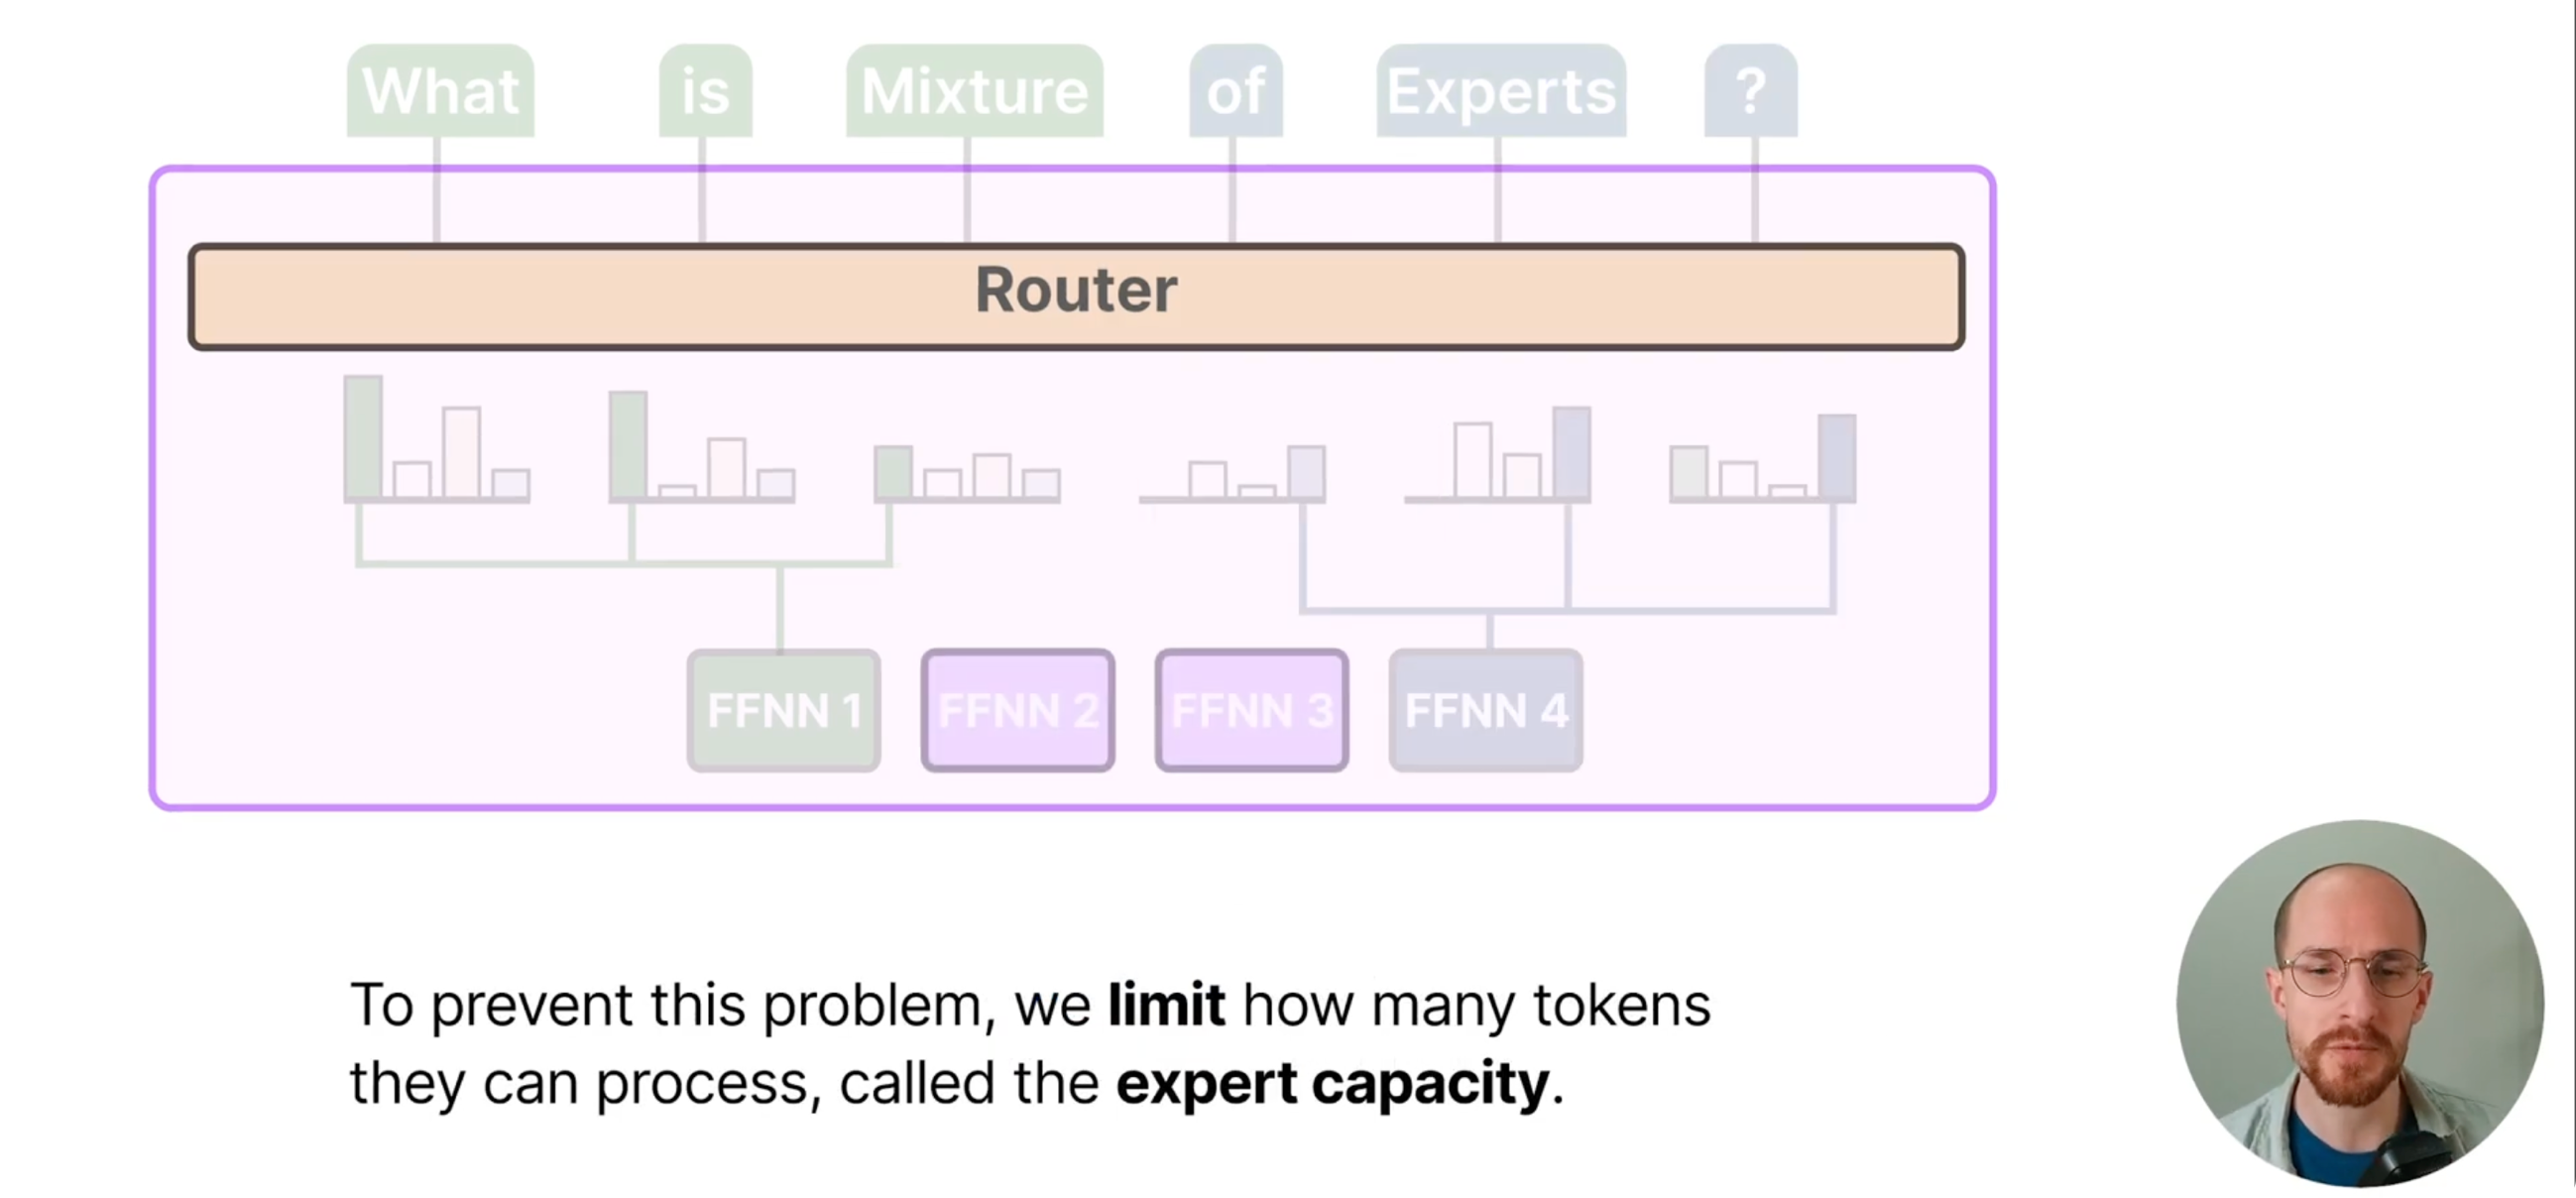 What is Mixture of Experts ?
Router
FFNN 1 FFNN 2 FFNN 3 FFNN 4
To prevent this problem, we limit how many tokens
they can process, called the expert capacity.